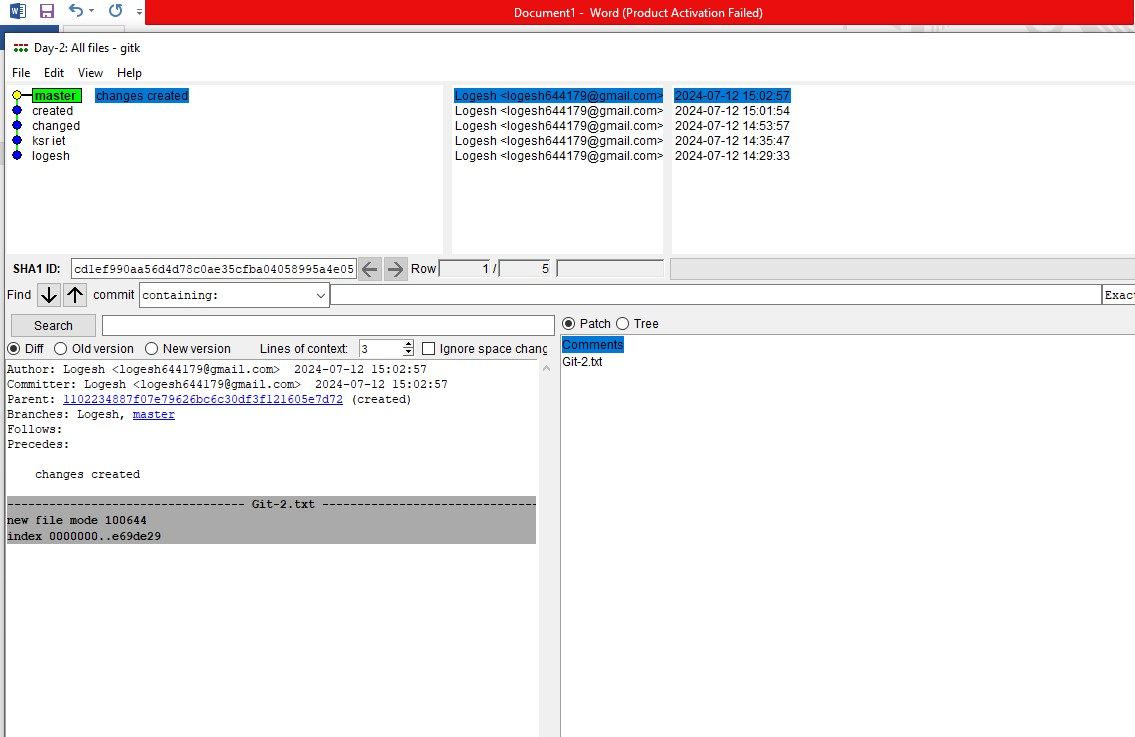 Document1 - Word (Product Activation Failed)
Day-2: All files - gitk
File Edit View Help
master changes created Logesh <logesh644179@gmail.com> 2024-07-12 15:02:57
created Logesh <logesh644179@gmail.com> 2024-07-12 15:01:54
changed Logesh <logesh644179@gmail.com> 2024-07-12 14:53:57
ksr iet Logesh <logesh644179@gmail.com> 2024-07-12 14:35:47
logesh Logesh <logesh644179@gmail.com> 2024-07-12 14:29:33
SHA1 ID: cd1ef990aa56d4d78c0ae35cfba04058995a4e05 Row 1 / 5
Find commit containing: Exact
Search Patch Tree
Diff Old version New version Lines of context: 3 Ignore space chang
Comments
Git-2.txt
Author: Logesh <logesh644179@gmail.com> 2024-07-12 15:02:57
Committer: Logesh <logesh644179@gmail.com> 2024-07-12 15:02:57
Parent: 1102234887f07e79626bc6c30df3f121605e7d72 (created)
Branches: Logesh, master
Follows:
Precedes:
changes created
---------------------------------- Git-2.txt -------------------------------
new file mode 100644
index 0000000..e69de29